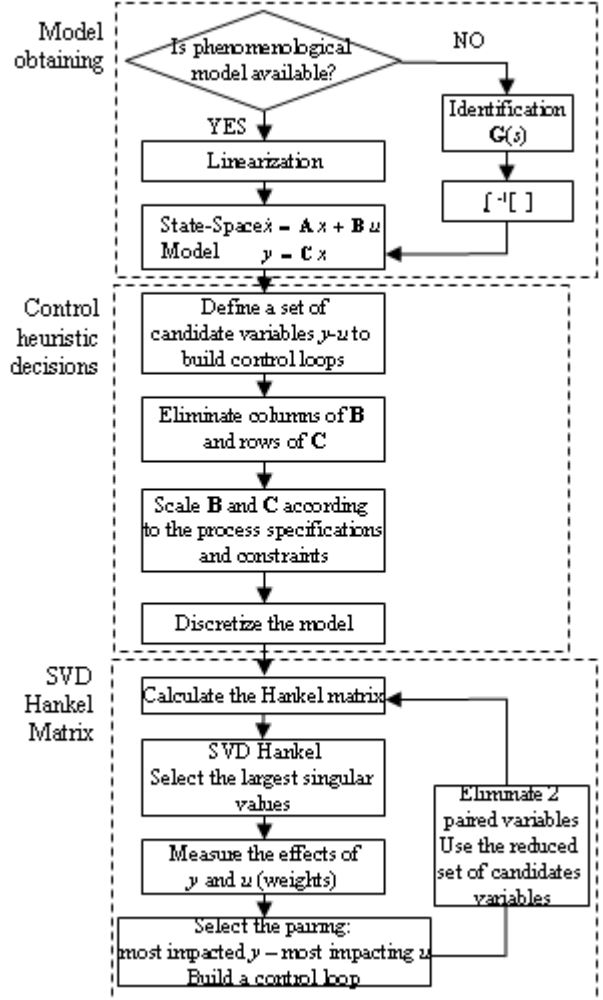 Model
obtaining
Is phenomenological
model available?
NO
YES
Identification
G(s)
Linearization
∫ -1[ ]
State-Space ẋ = A x + B u
Model y = C x
Control
heuristic
decisions
Define a set of
candidate variables y-u to
build control loops
Eliminate columns of B
and rows of C
Scale B and C according
to the process specifications
and constraints
Discretize the model
SVD
Hankel
Matrix
Calculate the Hankel matrix
SVD Hankel
Select the largest singular
values
Measure the effects of
y and u (weights)
Select the pairing:
most impacted y – most impacting u
Build a control loop
Eliminate 2
paired variables
Use the reduced
set of candidates
variables